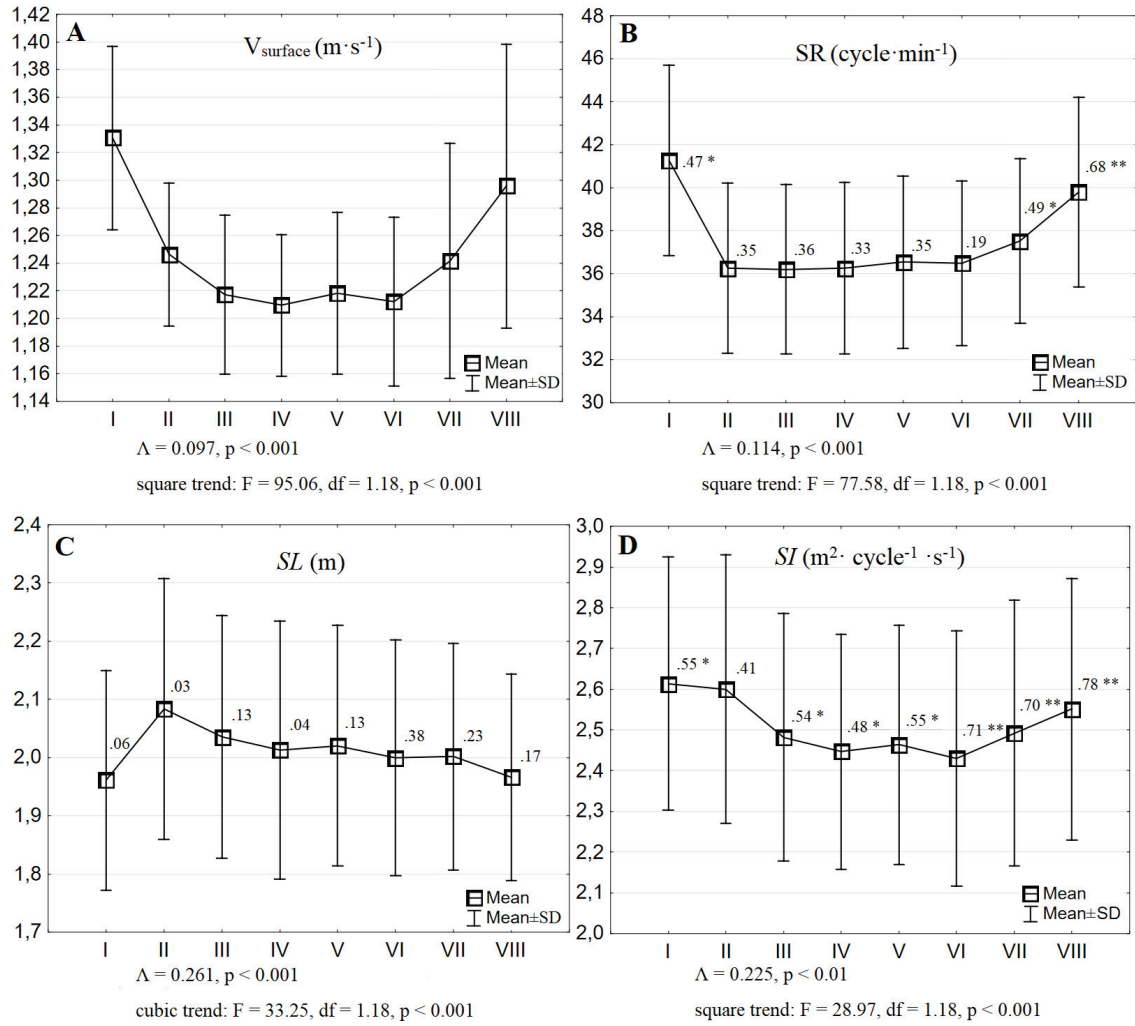 A
V_surface (m·s⁻¹)
1,42
1,40
1,38
1,36
1,34
1,32
1,30
1,28
1,26
1,24
1,22
1,20
1,18
1,16
1,14
Mean
Mean±SD
I II III IV V VI VII VIII
Λ = 0.097, p < 0.001
square trend: F = 95.06, df = 1.18, p < 0.001
B
SR (cycle·min⁻¹)
48
46
44
42
40
38
36
34
32
30
.47 *
.35
.36
.33
.35
.19
.49 *
.68 **
Mean
Mean±SD
I II III IV V VI VII VIII
Λ = 0.114, p < 0.001
square trend: F = 77.58, df = 1.18, p < 0.001
C
SL (m)
2,4
2,3
2,2
2,1
2,0
1,9
1,8
1,7
.06
.03
.13
.04
.13
.38
.23
.17
Mean
Mean±SD
I II III IV V VI VII VIII
Λ = 0.261, p < 0.001
cubic trend: F = 33.25, df = 1.18, p < 0.001
D
SI (m²· cycle⁻¹ ·s⁻¹)
3,0
2,9
2,8
2,7
2,6
2,5
2,4
2,3
2,2
2,1
2,0
.55 *
.41
.54 *
.48 *
.55 *
.71 **
.70 **
.78 **
Mean
Mean±SD
I II III IV V VI VII VIII
Λ = 0.225, p < 0.01
square trend: F = 28.97, df = 1.18, p < 0.001